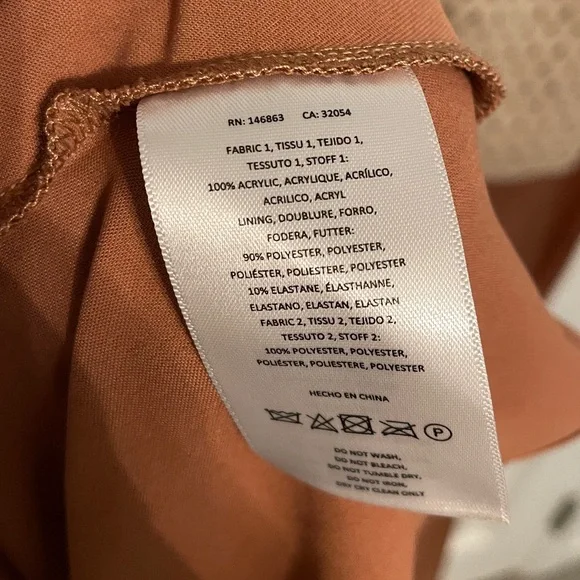 RN: 146863 CA: 32054
FABRIC 1, TISSU 1, TEJIDO 1,
TESSUTO 1, STOFF 1:
100% ACRYLIC, ACRYLIQUE, ACRÍLICO,
ACRILICO, ACRYL
LINING, DOUBLURE, FORRO,
FODERA, FUTTER:
90% POLYESTER, POLYESTER,
POLIÉSTER, POLIESTERE, POLYESTER
10% ELASTANE, ÉLASTHANNE,
ELASTANO, ELASTAN, ELASTAN
FABRIC 2, TISSU 2, TEJIDO 2,
TESSUTO 2, STOFF 2:
100% POLYESTER, POLYESTER,
POLIÉSTER, POLIESTERE, POLYESTER
HECHO EN CHINA
P
DO NOT WASH,
DO NOT BLEACH,
DO NOT TUMBLE DRY,
DO NOT IRON,
DRY CLEAN ONLY